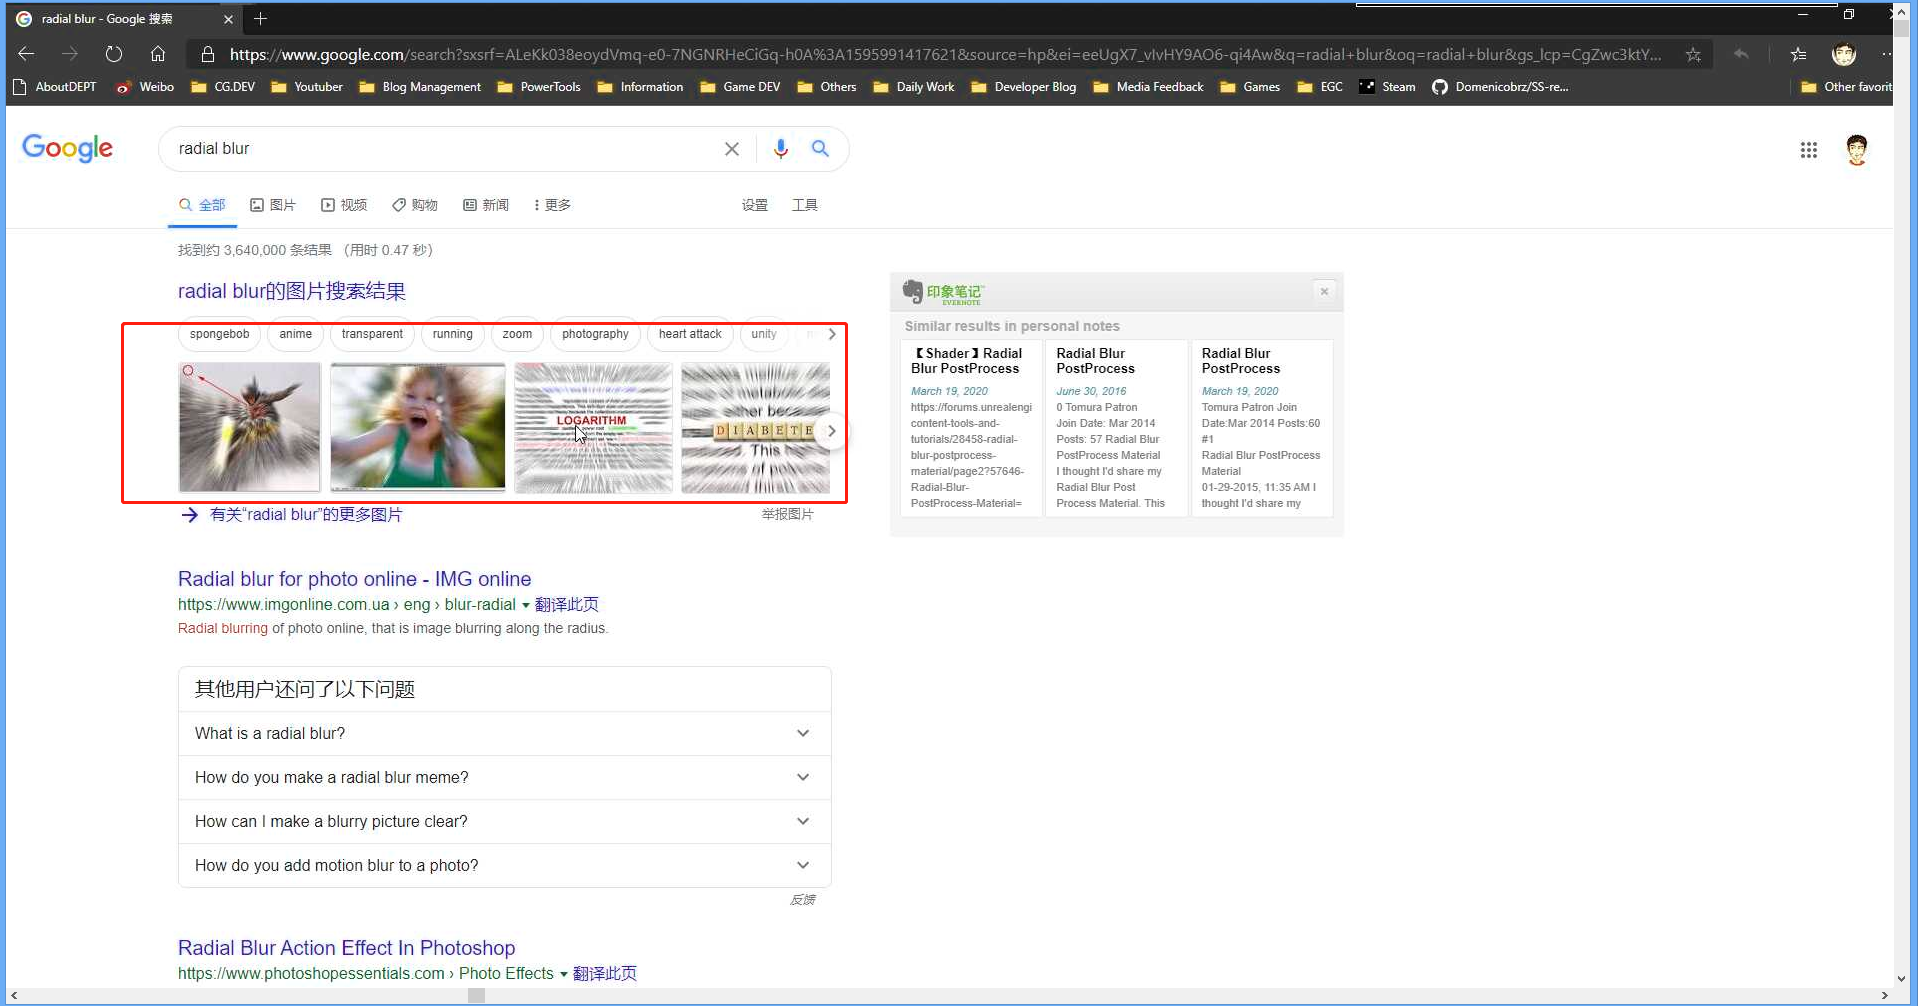 radial blur - Google 搜索
https://www.google.com/search?sxsrf=ALeKk038eoydVmq-e0-7NGNRHeCiGq-h0A%3A1595991417621&source=hp&ei=eeUgX7_vIvHY9AO6-qi4Aw&q=radial+blur&oq=radial+blur&gs_lcp=CgZwc3ktY...
AboutDEPT Weibo CG.DEV Youtuber Blog Management PowerTools Information Game DEV Others Daily Work Developer Blog Media Feedback Games EGC Steam Domenicobrz/SS-re... Other favorit
Google
radial blur
全部 图片 视频 购物 新闻 更多 设置 工具
找到约 3,640,000 条结果 （用时 0.47 秒）
radial blur的图片搜索结果
spongebob anime transparent running zoom photography heart attack unity
LOGARITHM
DIABETE
This
有关“radial blur”的更多图片
举报图片
Radial blur for photo online - IMG online
https://www.imgonline.com.ua › eng › blur-radial 翻译此页
Radial blurring of photo online, that is image blurring along the radius.
其他用户还问了以下问题
What is a radial blur?
How do you make a radial blur meme?
How can I make a blurry picture clear?
How do you add motion blur to a photo?
反馈
Radial Blur Action Effect In Photoshop
https://www.photoshopessentials.com › Photo Effects 翻译此页
印象笔记
EVERNOTE
Similar results in personal notes
【Shader】Radial
Blur PostProcess
March 19, 2020
https://forums.unrealengi
content-tools-and-
tutorials/28458-radial-
blur-postprocess-
material/page2?57646-
Radial-Blur-
PostProcess-Material=
Radial Blur
PostProcess
June 30, 2016
0 Tomura Patron
Join Date: Mar 2014
Posts: 57 Radial Blur
PostProcess Material
I thought I'd share my
Radial Blur Post
Process Material. This
Radial Blur
PostProcess
March 19, 2020
Tomura Patron Join
Date:Mar 2014 Posts:60
#1
Radial Blur PostProcess
Material
01-29-2015, 11:35 AM I
thought I'd share my